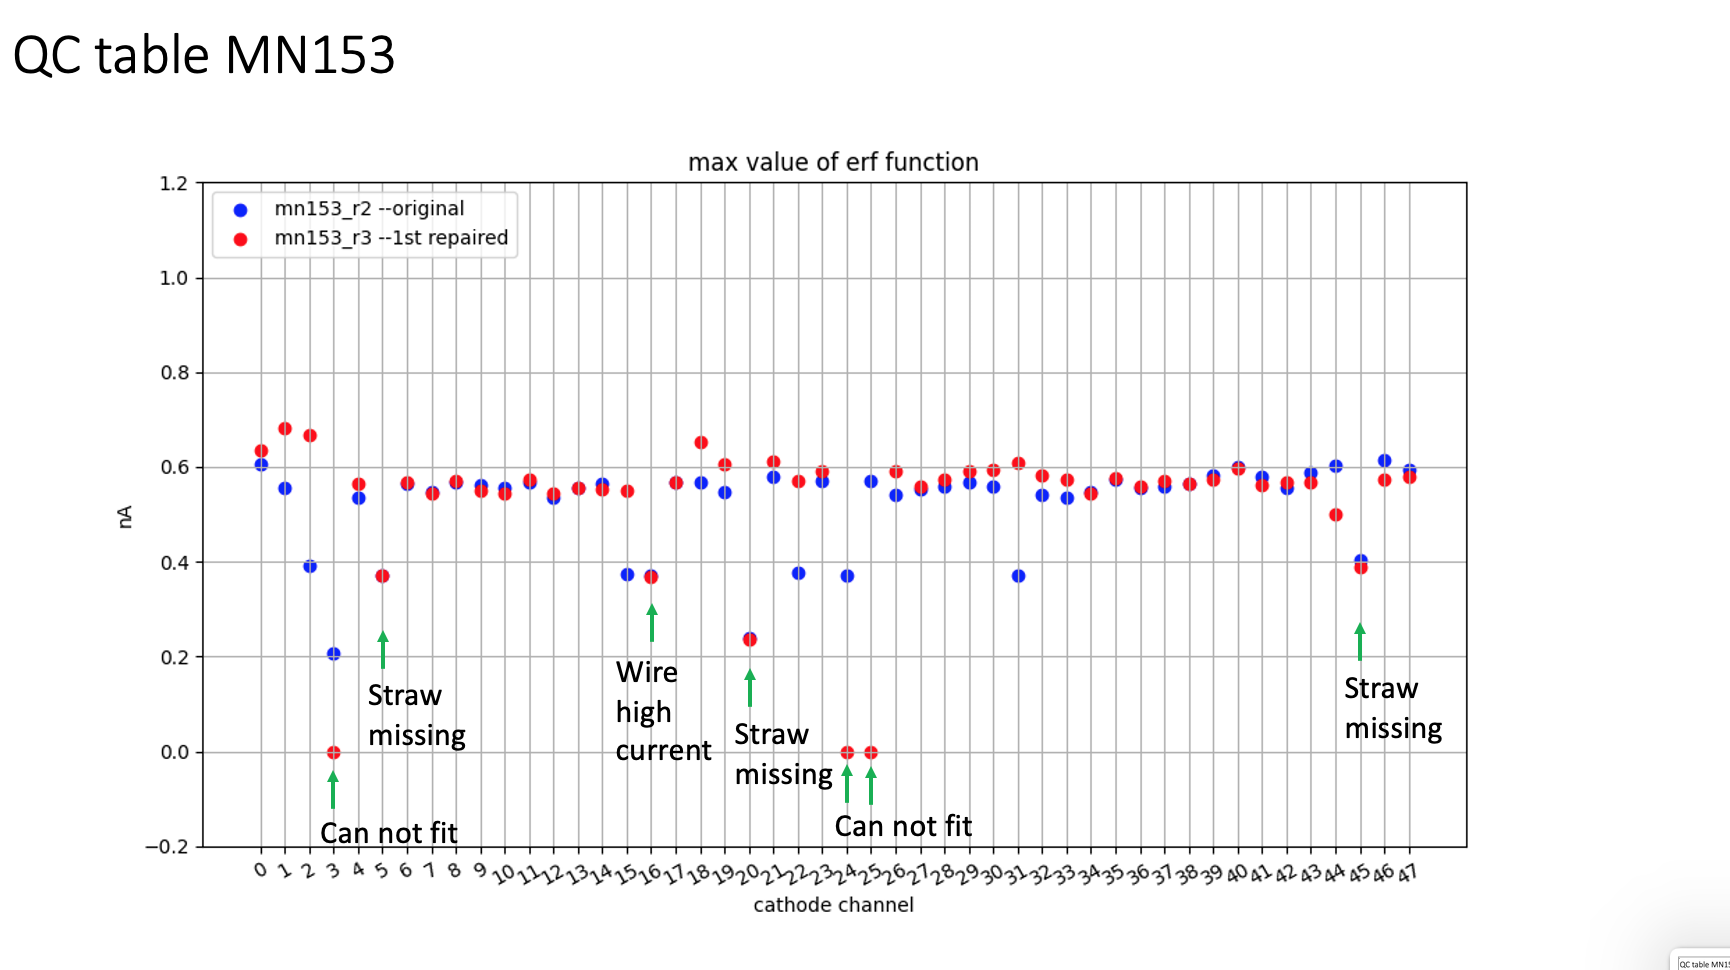 QC table MN153
max value of erf function
1.2
1.0
0.8
0.6
0.4
0.2
0.0
−0.2
nA
mn153_r2 --original
mn153_r3 --1st repaired
Straw
missing
Can not fit
Wire
high
current
Straw
missing
Can not fit
Straw
missing
0 1 2 3 4 5 6 7 8 9 10 11 12 13 14 15 16 17 18 19 20 21 22 23 24 25 26 27 28 29 30 31 32 33 34 35 36 37 38 39 40 41 42 43 44 45 46 47
cathode channel
QC table MN15